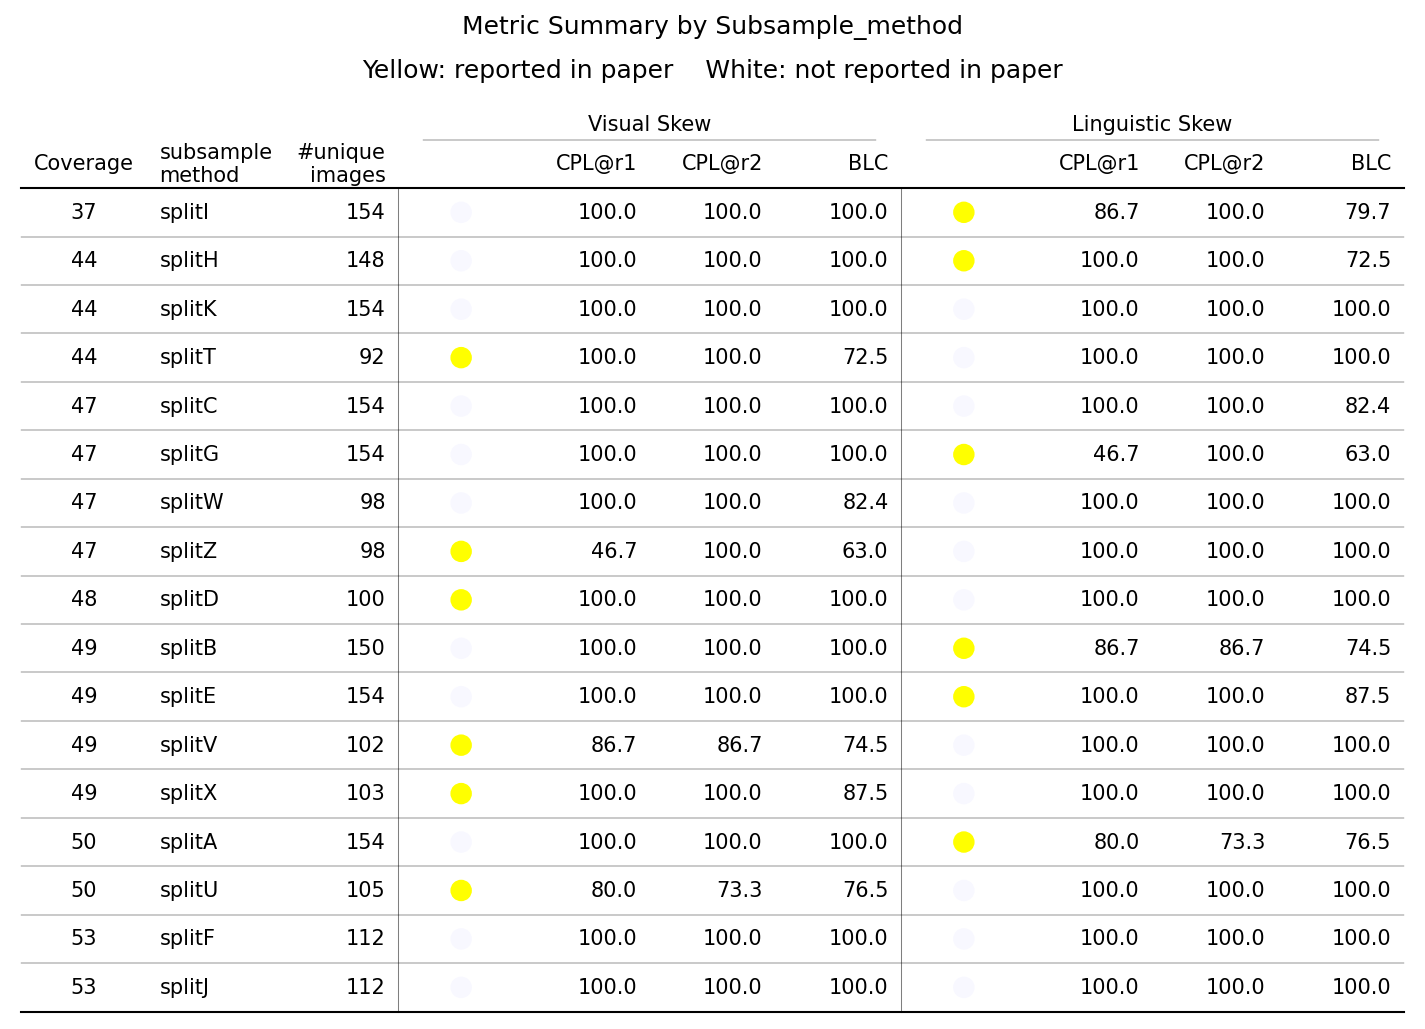 Metric Summary by Subsample_method
Yellow: reported in paper    White: not reported in paper
Visual Skew Linguistic Skew
Coverage subsample method #unique images CPL@r1 CPL@r2 BLC CPL@r1 CPL@r2 BLC
37 splitI 154 100.0 100.0 100.0 86.7 100.0 79.7
44 splitH 148 100.0 100.0 100.0 100.0 100.0 72.5
44 splitK 154 100.0 100.0 100.0 100.0 100.0 100.0
44 splitT 92 100.0 100.0 72.5 100.0 100.0 100.0
47 splitC 154 100.0 100.0 100.0 100.0 100.0 82.4
47 splitG 154 100.0 100.0 100.0 46.7 100.0 63.0
47 splitW 98 100.0 100.0 82.4 100.0 100.0 100.0
47 splitZ 98 46.7 100.0 63.0 100.0 100.0 100.0
48 splitD 100 100.0 100.0 100.0 100.0 100.0 100.0
49 splitB 150 100.0 100.0 100.0 86.7 86.7 74.5
49 splitE 154 100.0 100.0 100.0 100.0 100.0 87.5
49 splitV 102 86.7 86.7 74.5 100.0 100.0 100.0
49 splitX 103 100.0 100.0 87.5 100.0 100.0 100.0
50 splitA 154 100.0 100.0 100.0 80.0 73.3 76.5
50 splitU 105 80.0 73.3 76.5 100.0 100.0 100.0
53 splitF 112 100.0 100.0 100.0 100.0 100.0 100.0
53 splitJ 112 100.0 100.0 100.0 100.0 100.0 100.0